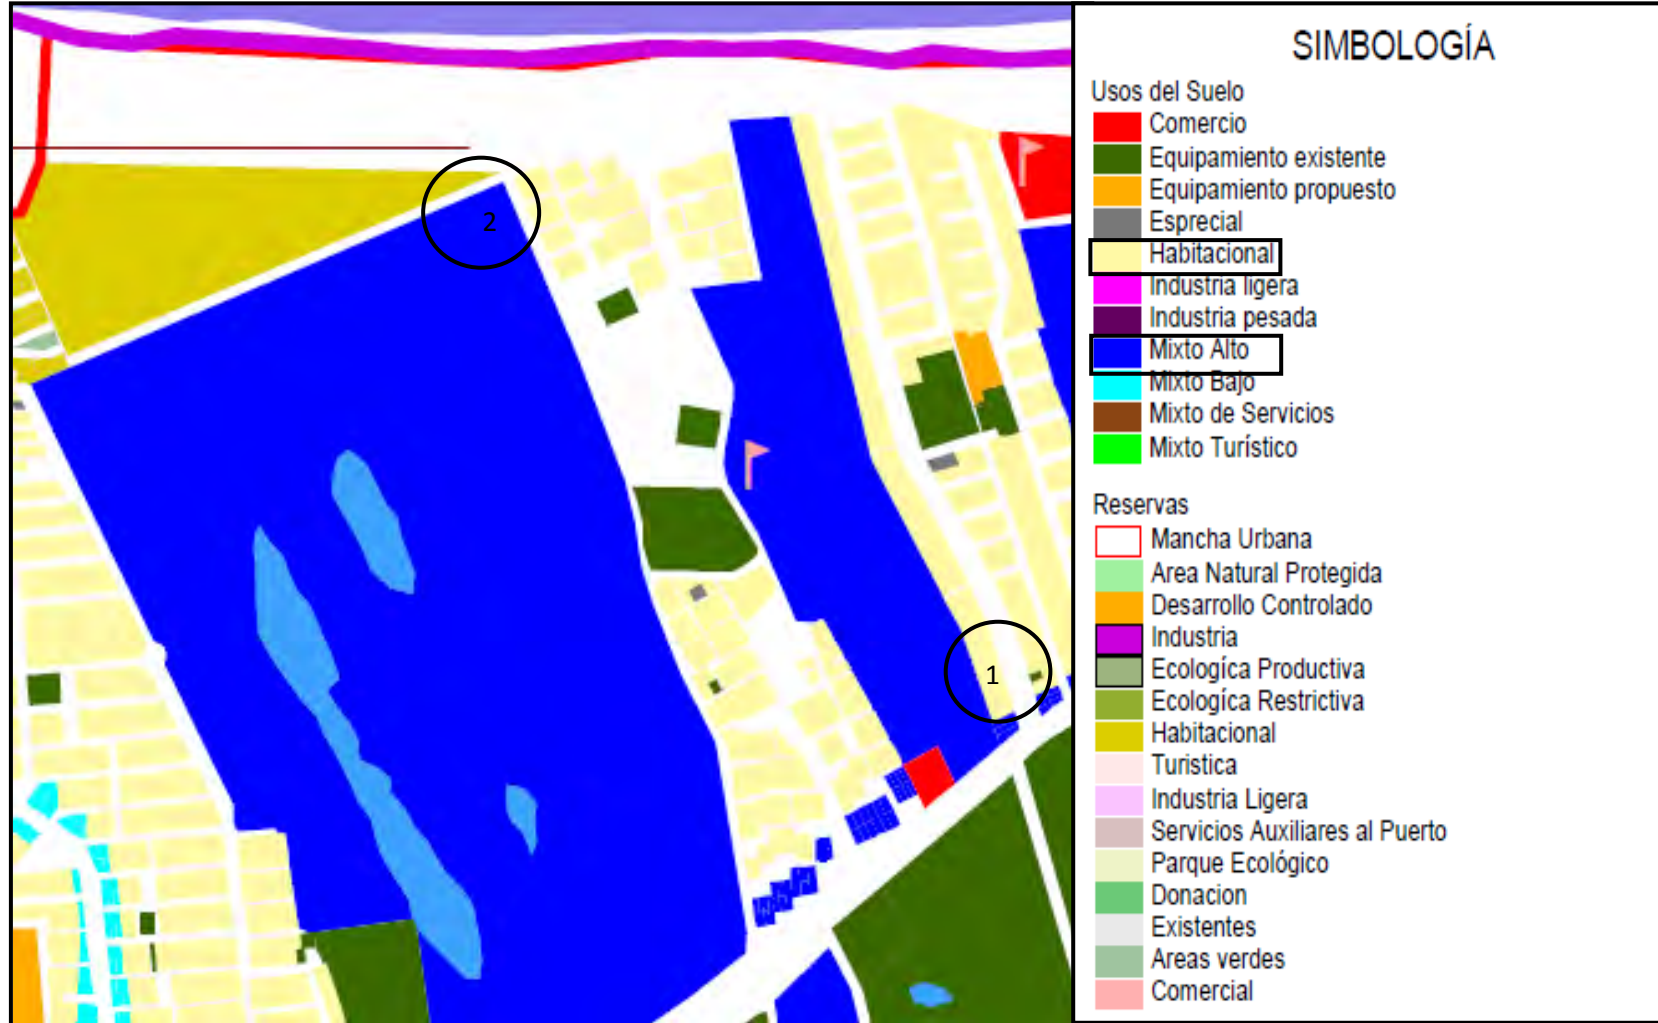 2
1
SIMBOLOGÍA
Usos del Suelo
Comercio
Equipamiento existente
Equipamiento propuesto
Esprecial
Habitacional
Industria ligera
Industria pesada
Mixto Alto
Mixto Bajo
Mixto de Servicios
Mixto Turístico
Reservas
Mancha Urbana
Area Natural Protegida
Desarrollo Controlado
Industria
Ecologíca Productiva
Ecologíca Restrictiva
Habitacional
Turistica
Industria Ligera
Servicios Auxiliares al Puerto
Parque Ecológico
Donacion
Existentes
Areas verdes
Comercial